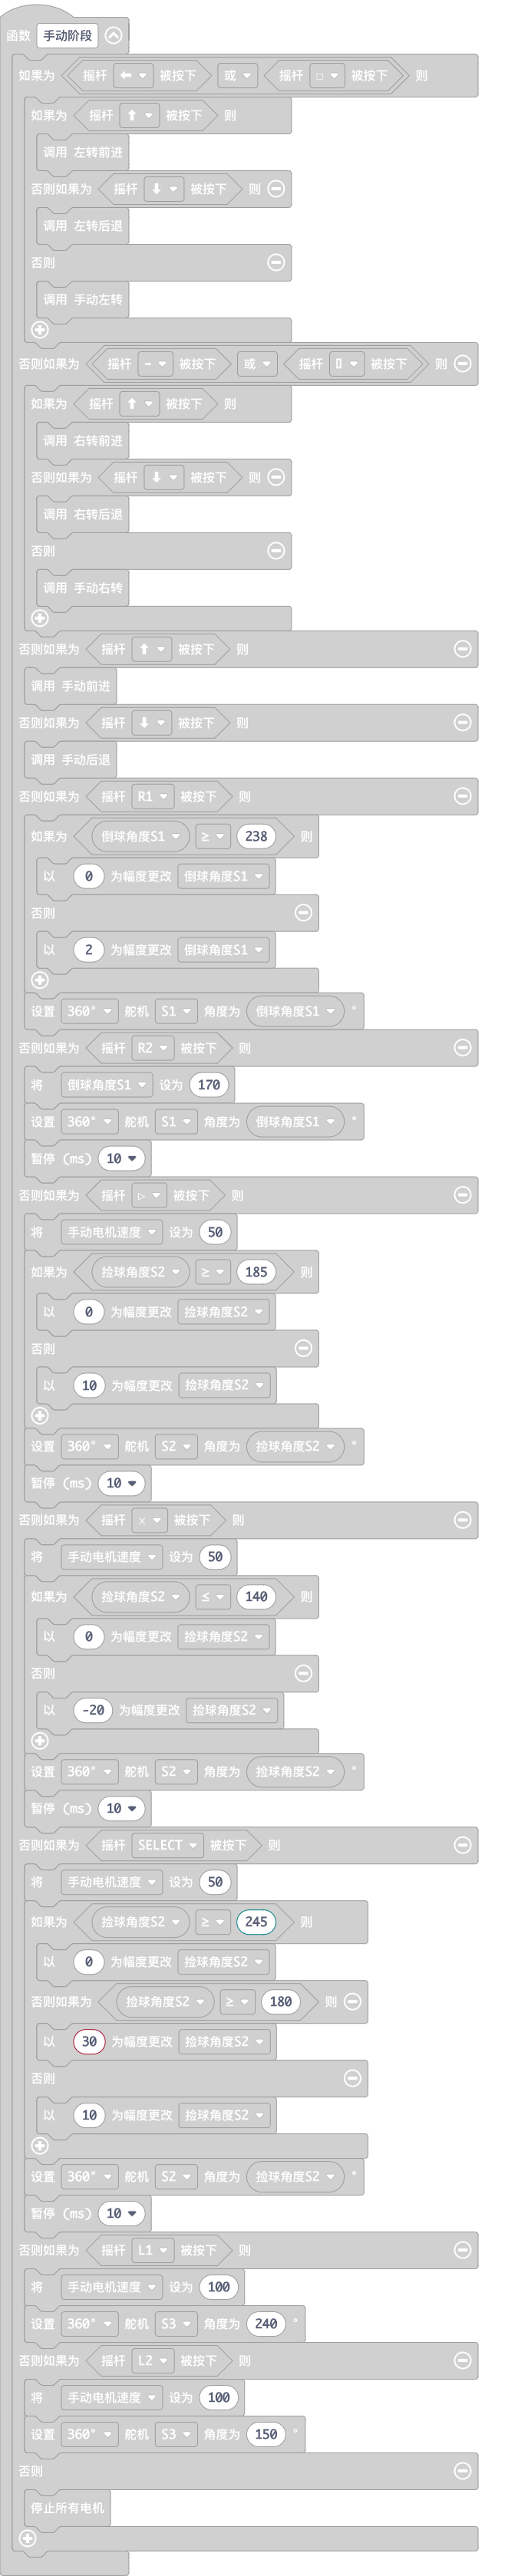 函数 手动阶段
如果为 摇杆 ⬅ 被按下 或 摇杆 □ 被按下 则
如果为 摇杆 ⬆ 被按下 则
调用 左转前进
否则如果为 摇杆 ⬇ 被按下 则
调用 左转后退
否则
调用 手动左转
否则如果为 摇杆 － 被按下 或 摇杆 ▯ 被按下 则
如果为 摇杆 ⬆ 被按下 则
调用 右转前进
否则如果为 摇杆 ⬇ 被按下 则
调用 右转后退
否则
调用 手动右转
否则如果为 摇杆 ⬆ 被按下 则
调用 手动前进
否则如果为 摇杆 ⬇ 被按下 则
调用 手动后退
否则如果为 摇杆 R1 被按下 则
如果为 倒球角度S1 ≥ 238 则
以 0 为幅度更改 倒球角度S1
否则
以 2 为幅度更改 倒球角度S1
设置 360° 舵机 S1 角度为 倒球角度S1 °
否则如果为 摇杆 R2 被按下 则
将 倒球角度S1 设为 170
设置 360° 舵机 S1 角度为 倒球角度S1 °
暂停 (ms) 10
否则如果为 摇杆 ▷ 被按下 则
将 手动电机速度 设为 50
如果为 捡球角度S2 ≥ 185 则
以 0 为幅度更改 捡球角度S2
否则
以 10 为幅度更改 捡球角度S2
设置 360° 舵机 S2 角度为 捡球角度S2 °
暂停 (ms) 10
否则如果为 摇杆 × 被按下 则
将 手动电机速度 设为 50
如果为 捡球角度S2 ≤ 140 则
以 0 为幅度更改 捡球角度S2
否则
以 -20 为幅度更改 捡球角度S2
设置 360° 舵机 S2 角度为 捡球角度S2 °
暂停 (ms) 10
否则如果为 摇杆 SELECT 被按下 则
将 手动电机速度 设为 50
如果为 捡球角度S2 ≥ 245 则
以 0 为幅度更改 捡球角度S2
否则如果为 捡球角度S2 ≥ 180 则
以 30 为幅度更改 捡球角度S2
否则
以 10 为幅度更改 捡球角度S2
设置 360° 舵机 S2 角度为 捡球角度S2 °
暂停 (ms) 10
否则如果为 摇杆 L1 被按下 则
将 手动电机速度 设为 100
设置 360° 舵机 S3 角度为 240 °
否则如果为 摇杆 L2 被按下 则
将 手动电机速度 设为 100
设置 360° 舵机 S3 角度为 150 °
否则
停止所有电机